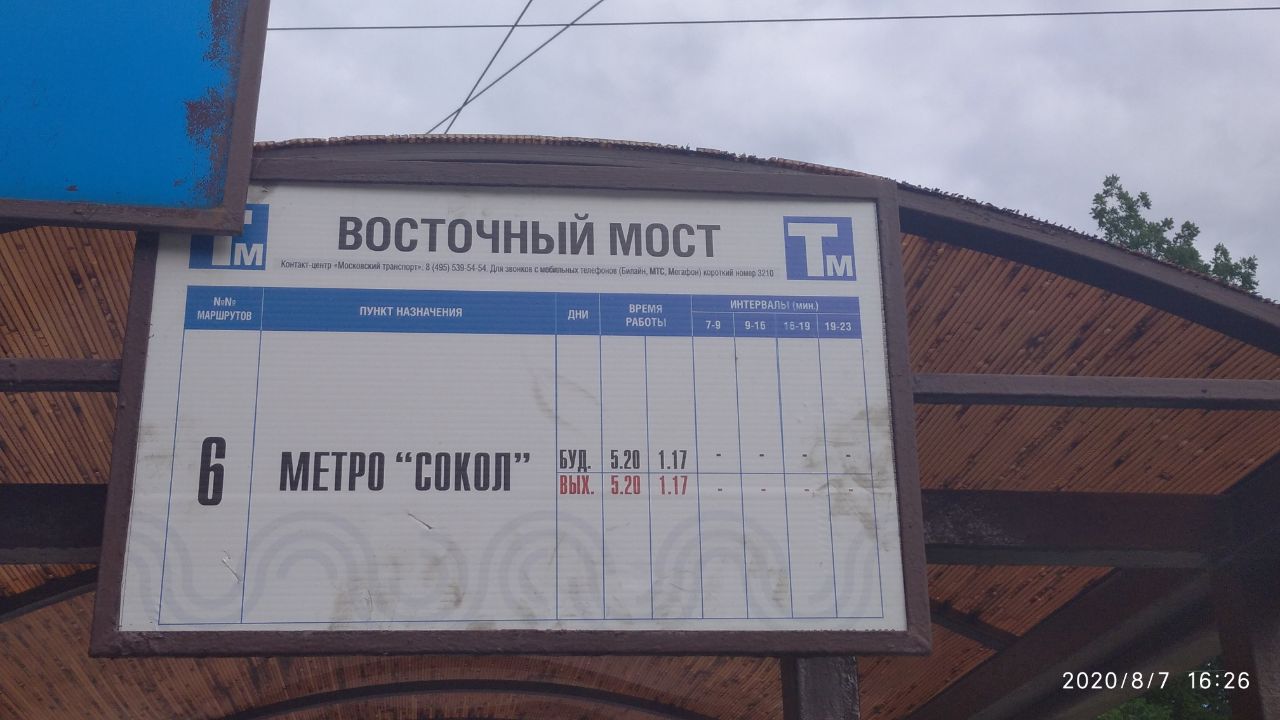 ВОСТОЧНЫЙ МОСТ
ТМ
ТМ
Контакт-центр «Московский транспорт»: 8 (495) 539-54-54. Для звонков с мобильных телефонов (Билайн, МТС, Мегафон) короткий номер 3210
№№ МАРШРУТОВ
ПУНКТ НАЗНАЧЕНИЯ
ДНИ
ВРЕМЯ РАБОТЫ
ИНТЕРВАЛЫ (мин.)
7-9 9-16 16-19 19-23
6 МЕТРО “СОКОЛ”
БУД. 5.20 1.17 - - - -
ВЫХ. 5.20 1.17 - - - -
2020/8/7 16:26